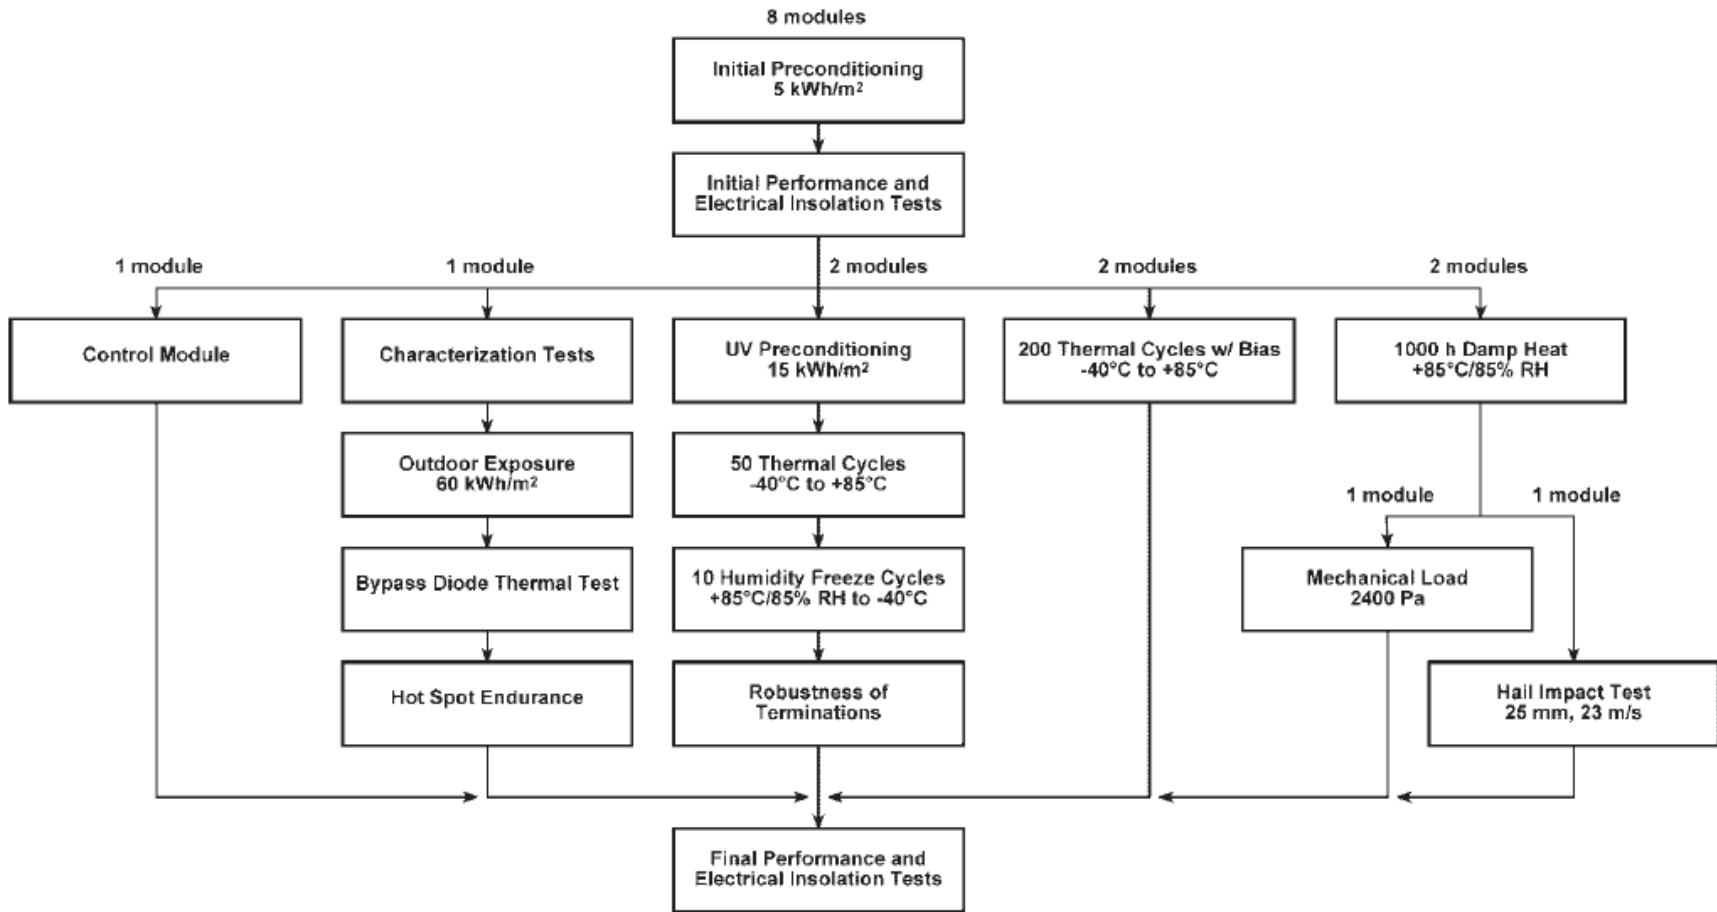 8 modules
Initial Preconditioning
5 kWh/m²
Initial Performance and
Electrical Insolation Tests
1 module
1 module
2 modules
2 modules
2 modules
Control Module
Characterization Tests
UV Preconditioning
15 kWh/m²
200 Thermal Cycles w/ Bias
-40°C to +85°C
1000 h Damp Heat
+85°C/85% RH
Outdoor Exposure
60 kWh/m²
50 Thermal Cycles
-40°C to +85°C
1 module
1 module
Bypass Diode Thermal Test
10 Humidity Freeze Cycles
+85°C/85% RH to -40°C
Mechanical Load
2400 Pa
Hot Spot Endurance
Robustness of
Terminations
Hail Impact Test
25 mm, 23 m/s
Final Performance and
Electrical Insolation Tests